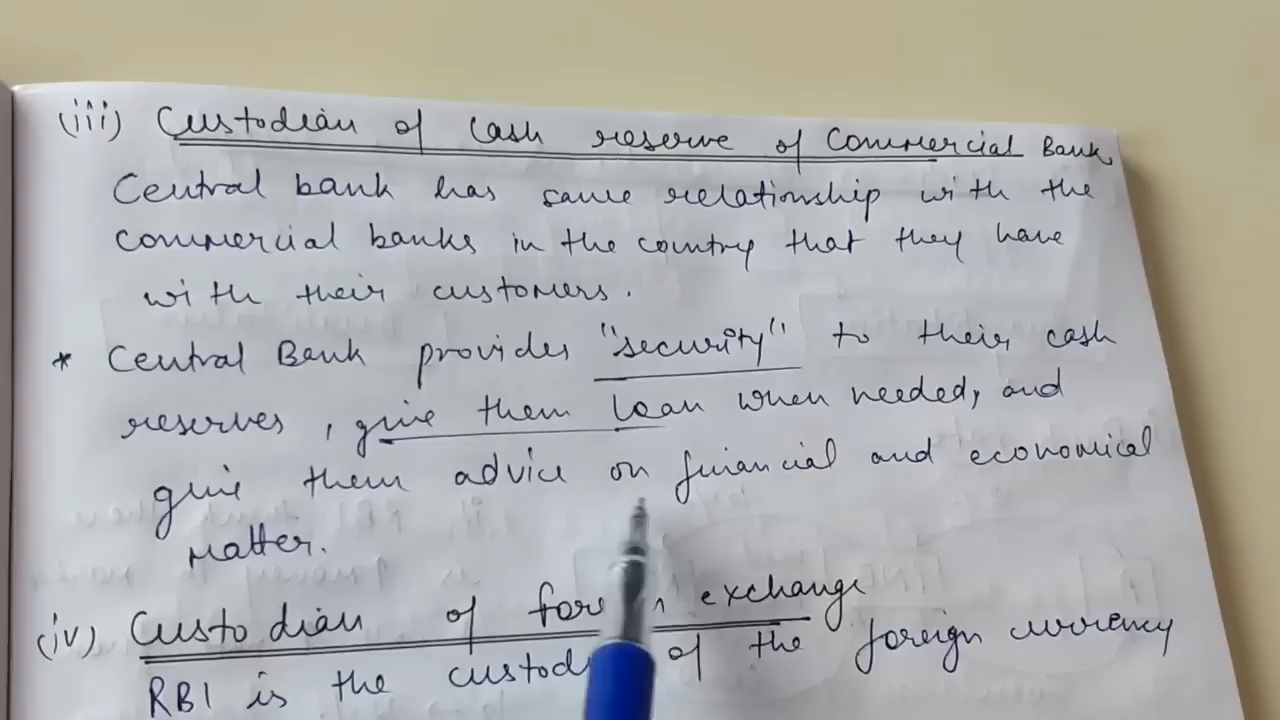 (iii) Custodian of cash reserve of Commercial Bank
Central bank has same relationship with the
commercial banks in the country that they have
with their customers.
* Central Bank provides "security" to their cash
reserves, give them loan when needed, and
give them advice on financial and economical
matter.
(iv) Custodian of exchange
RBI is the of the foreign currency